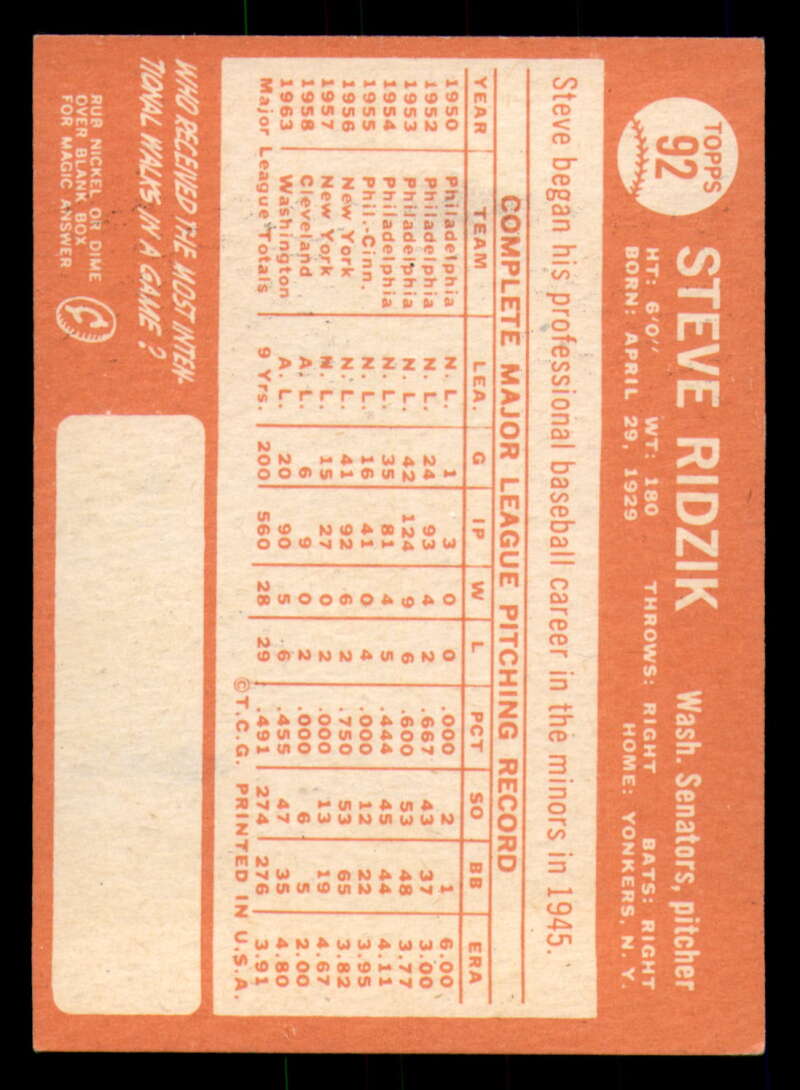 TOPPS
92
STEVE RIDZIK Wash. Senators, pitcher
HT: 6'0" WT: 180 THROWS: RIGHT BATS: RIGHT
BORN: APRIL 29, 1929 HOME: YONKERS, N. Y.
Steve began his professional baseball career in the minors in 1945.
COMPLETE MAJOR LEAGUE PITCHING RECORD
YEAR TEAM LEA. G IP W L PCT SO BB ERA
1950 Philadelphia N. L. 1 3 0 0 .000 2 1 6.00
1952 Philadelphia N. L. 24 93 4 2 .667 43 37 3.00
1953 Philadelphia N. L. 42 124 9 6 .600 53 48 3.77
1954 Philadelphia N. L. 35 81 4 5 .444 45 44 4.11
1955 Phil.-Cinn. N. L. 16 41 0 4 .000 12 22 3.95
1956 New York N. L. 41 92 6 2 .750 53 65 3.82
1957 New York N. L. 15 27 0 2 .000 13 19 4.67
1958 Cleveland A. L. 6 9 0 2 .000 6 5 2.00
1963 Washington A. L. 20 90 5 6 .455 47 35 4.80
Major League Totals 9 Yrs. 200 560 28 29 .491 274 276 3.91
©T.C.G. PRINTED IN U.S.A.
WHO RECEIVED THE MOST INTEN-
TIONAL WALKS IN A GAME?
RUB NICKEL OR DIME
OVER BLANK BOX
FOR MAGIC ANSWER